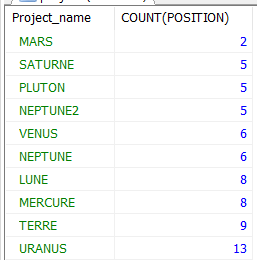 Project_name COUNT(POSITION)
MARS 2
SATURNE 5
PLUTON 5
NEPTUNE2 5
VENUS 6
NEPTUNE 6
LUNE 8
MERCURE 8
TERRE 9
URANUS 13